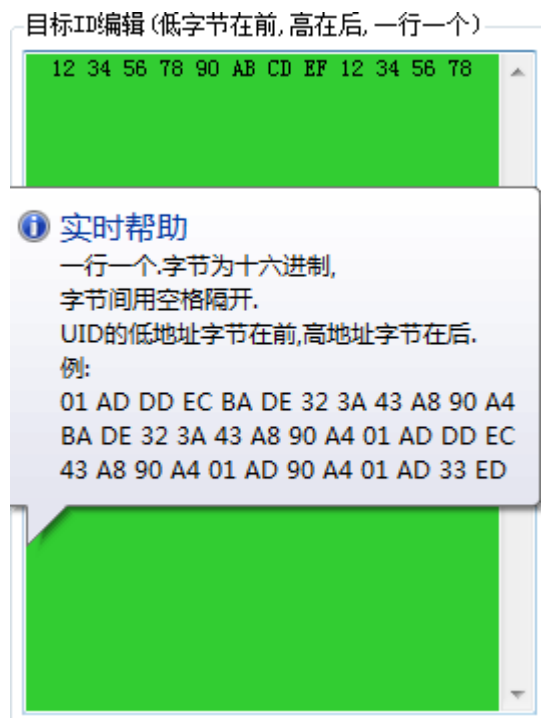 目标ID编辑(低字节在前,高在后,一行一个)
12 34 56 78 90 AB CD EF 12 34 56 78
实时帮助
一行一个.字节为十六进制,
字节间用空格隔开.
UID的低地址字节在前,高地址字节在后.
例:
01 AD DD EC BA DE 32 3A 43 A8 90 A4
BA DE 32 3A 43 A8 90 A4 01 AD DD EC
43 A8 90 A4 01 AD 90 A4 01 AD 33 ED